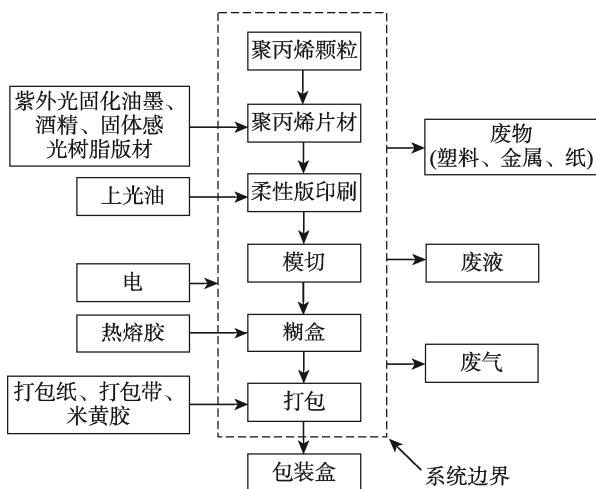 聚丙烯颗粒
紫外光固化油墨、
酒精、固体感
光树脂版材
聚丙烯片材
废物
(塑料、金属、纸)
上光油
柔性版印刷
模切
废液
电
热熔胶
糊盒
废气
打包纸、打包带、
米黄胶
打包
包装盒
系统边界